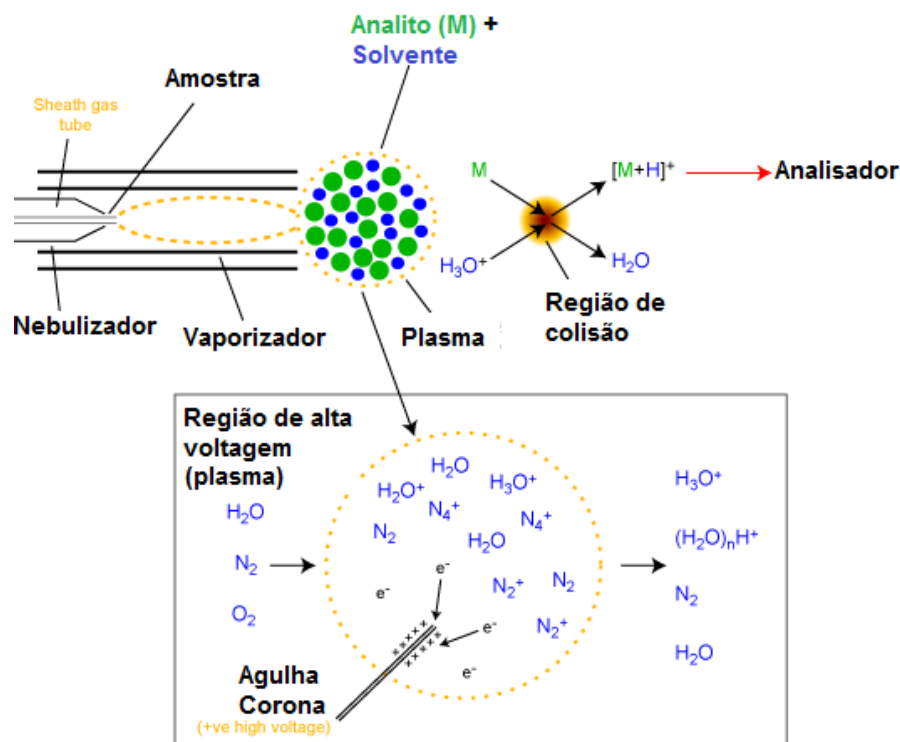 Analito (M) +
Solvente
Amostra
Sheath gas
tube
M
[M+H]⁺
Analisador
H₃O⁺
H₂O
Nebulizador
Vaporizador
Plasma
Região de
colisão
Região de alta
voltagem
(plasma)
H₂O
N₂
O₂
H₂O
H₂O⁺
H₃O⁺
N₄⁺
N₄⁺
N₂
H₂O
e⁻
e⁻
N₂⁺
N₂
e⁻
N₂⁺
e⁻
++++
++++
Agulha
Corona
(+ve high voltage)
H₃O⁺
(H₂O)ₙH⁺
N₂
H₂O